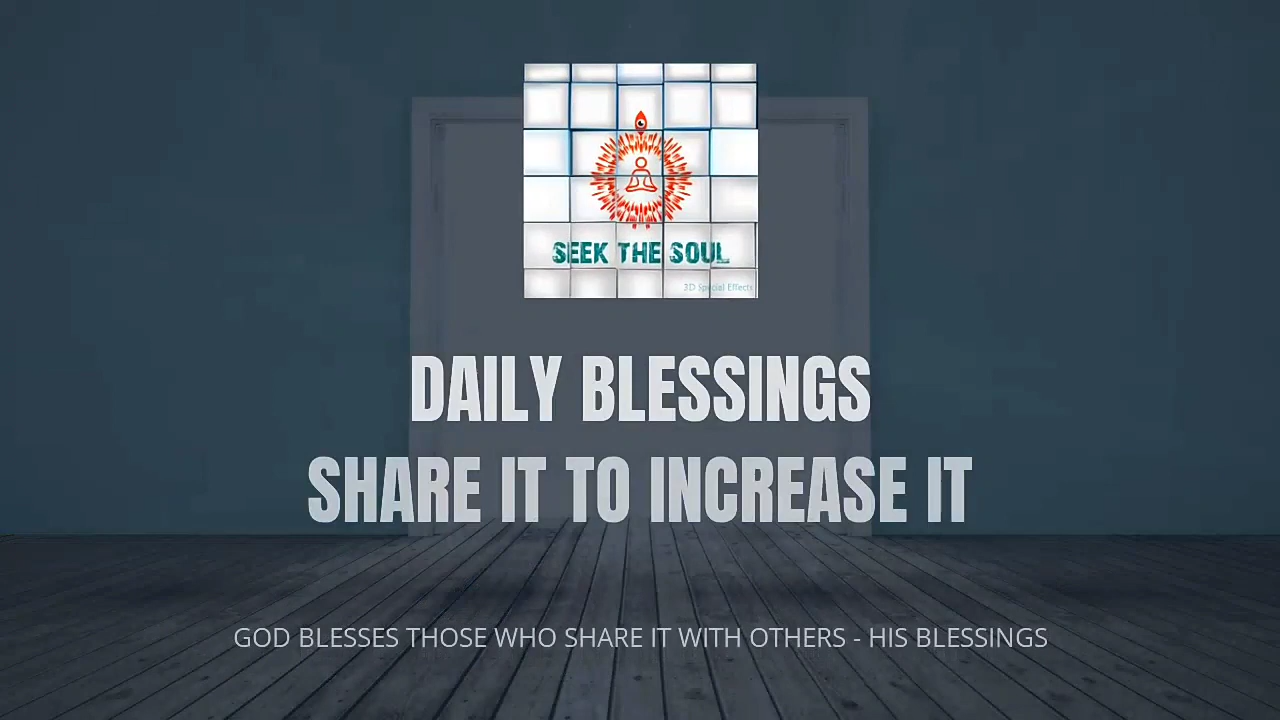 SEEK THE SOUL
3D Special Effects
DAILY BLESSINGS
SHARE IT TO INCREASE IT
GOD BLESSES THOSE WHO SHARE IT WITH OTHERS - HIS BLESSINGS